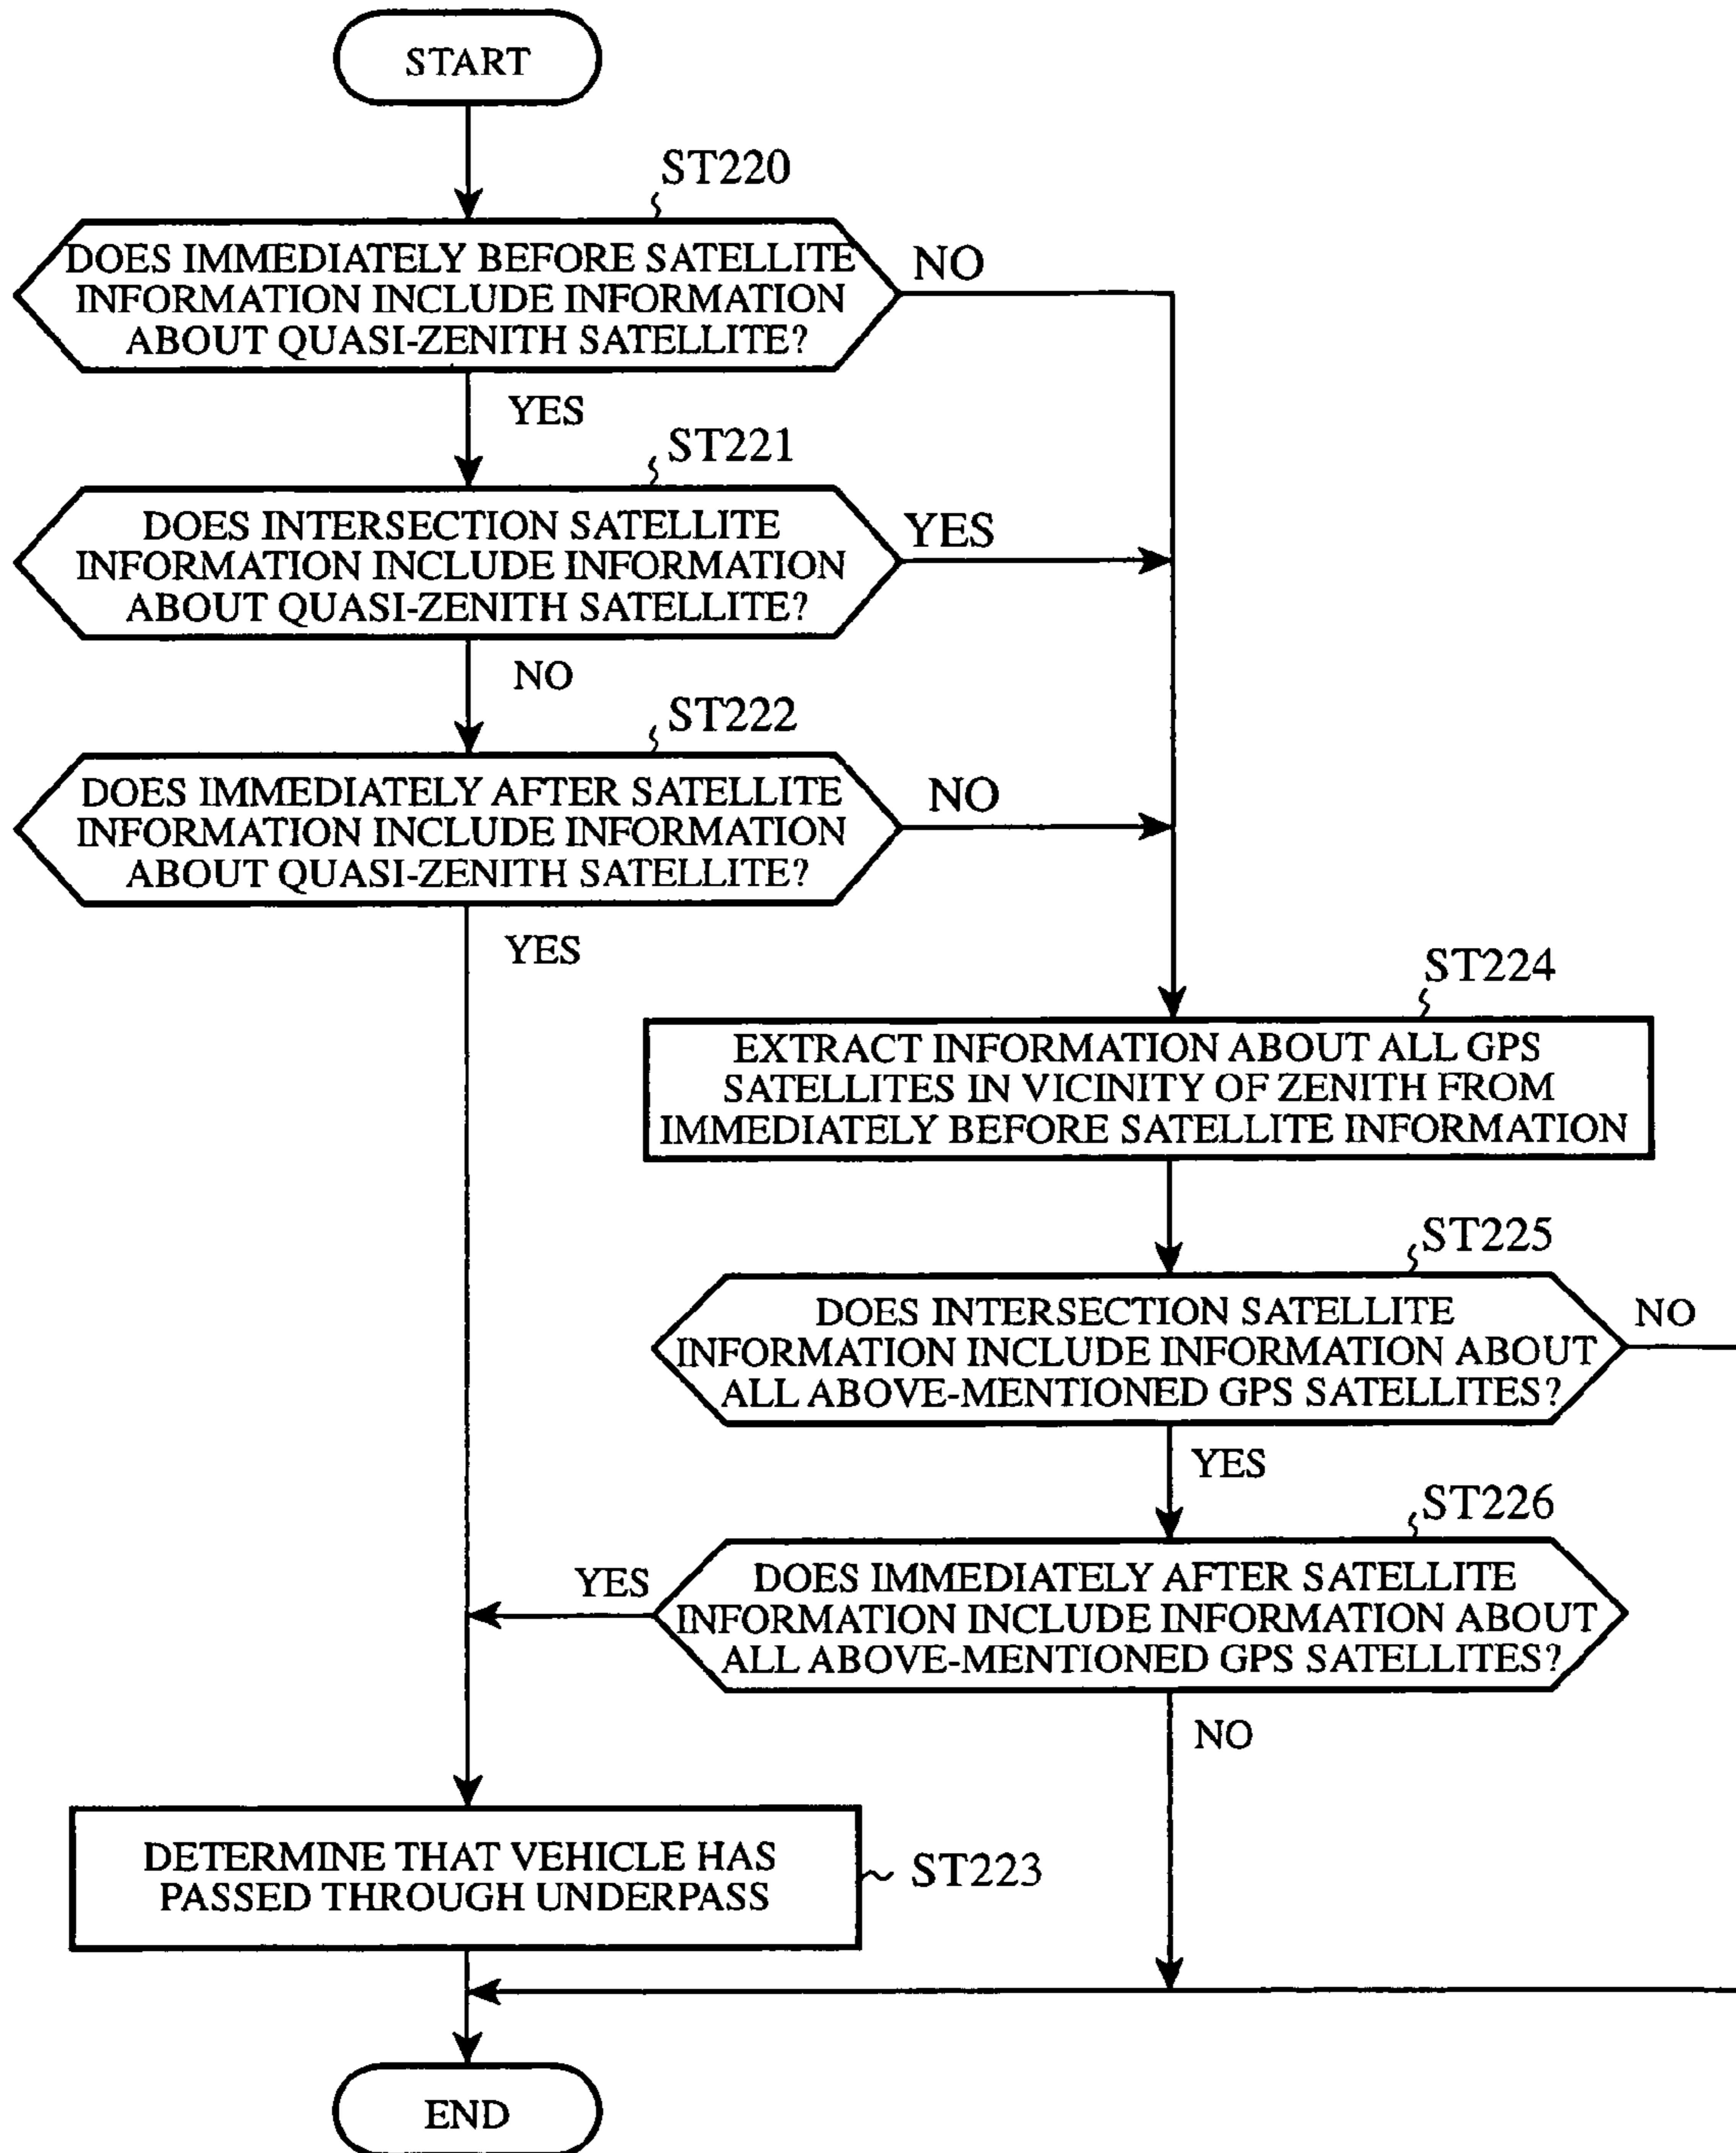 START
ST220
DOES IMMEDIATELY BEFORE SATELLITE
INFORMATION INCLUDE INFORMATION
ABOUT QUASI-ZENITH SATELLITE?
NO
YES
ST221
DOES INTERSECTION SATELLITE
INFORMATION INCLUDE INFORMATION
ABOUT QUASI-ZENITH SATELLITE?
YES
NO
ST222
DOES IMMEDIATELY AFTER SATELLITE
INFORMATION INCLUDE INFORMATION
ABOUT QUASI-ZENITH SATELLITE?
NO
YES
ST224
EXTRACT INFORMATION ABOUT ALL GPS
SATELLITES IN VICINITY OF ZENITH FROM
IMMEDIATELY BEFORE SATELLITE INFORMATION
ST225
DOES INTERSECTION SATELLITE
INFORMATION INCLUDE INFORMATION ABOUT
ALL ABOVE-MENTIONED GPS SATELLITES?
NO
YES
ST226
DOES IMMEDIATELY AFTER SATELLITE
INFORMATION INCLUDE INFORMATION ABOUT
ALL ABOVE-MENTIONED GPS SATELLITES?
YES
NO
DETERMINE THAT VEHICLE HAS
PASSED THROUGH UNDERPASS
ST223
END